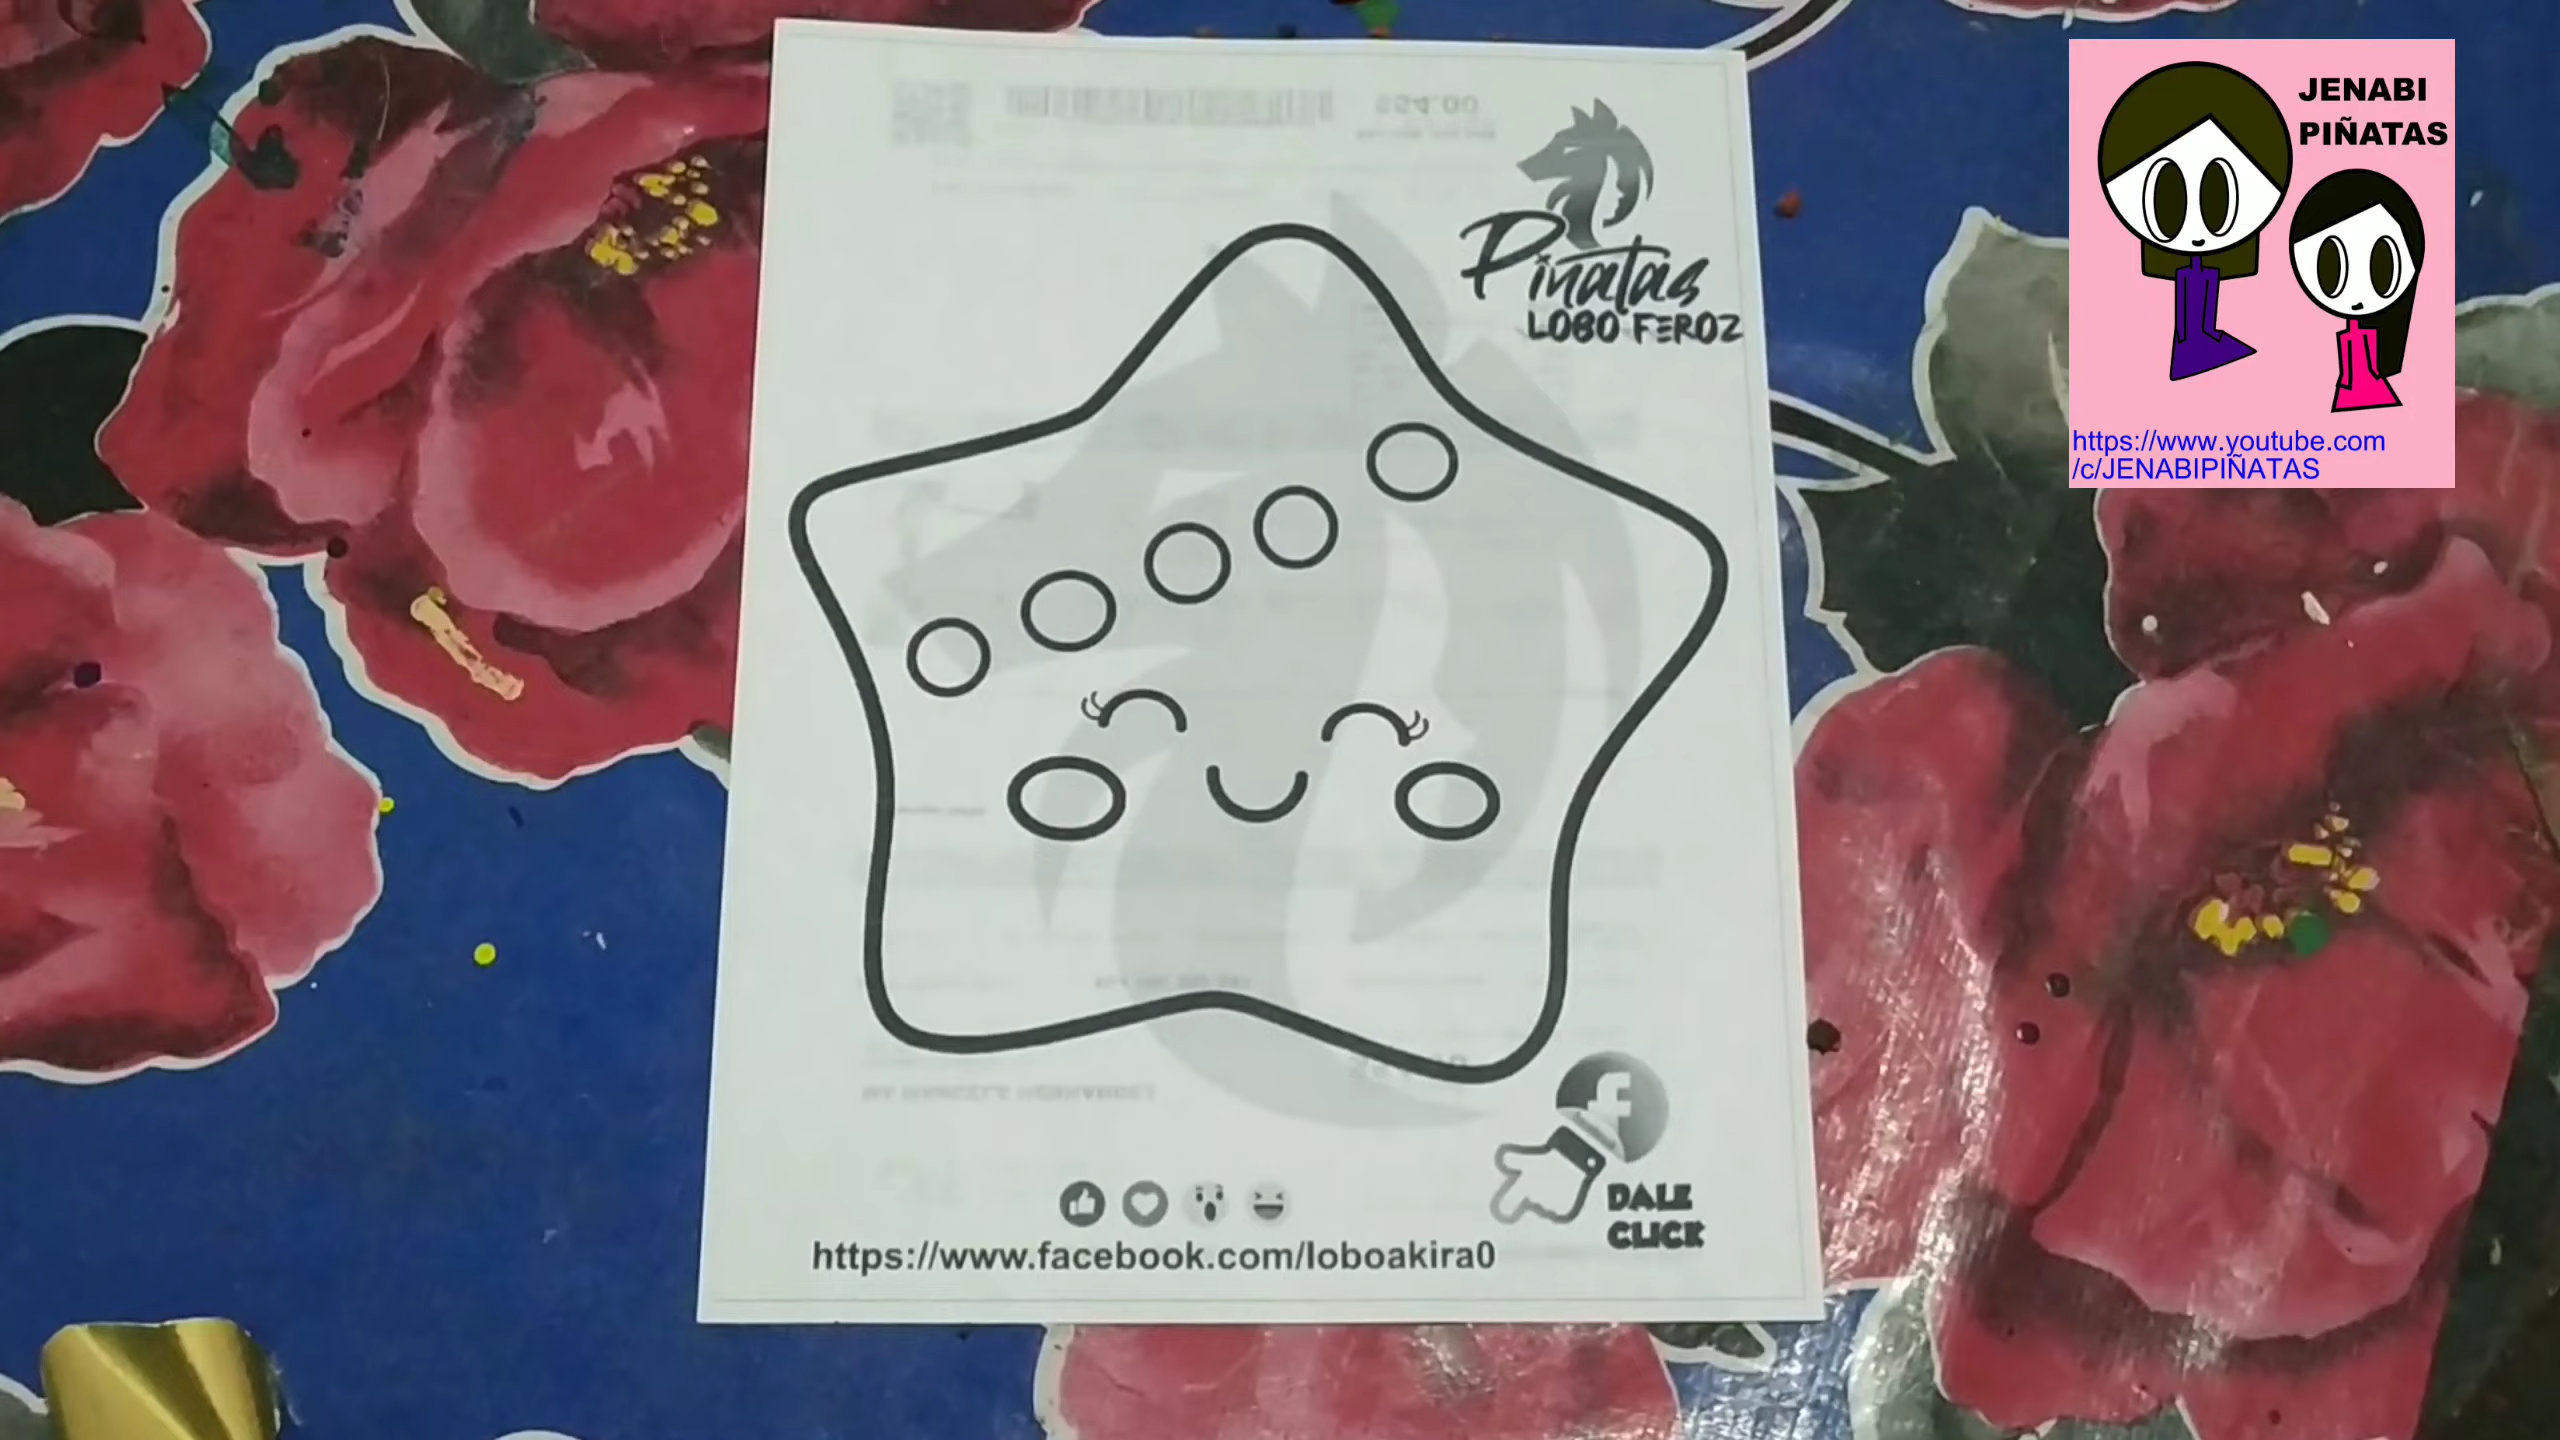 JENABI
PIÑATAS
https://www.youtube.com
/c/JENABIPIÑATAS
Piñatas
LOBO FEROZ
DALE
CLICK
https://www.facebook.com/loboakira0